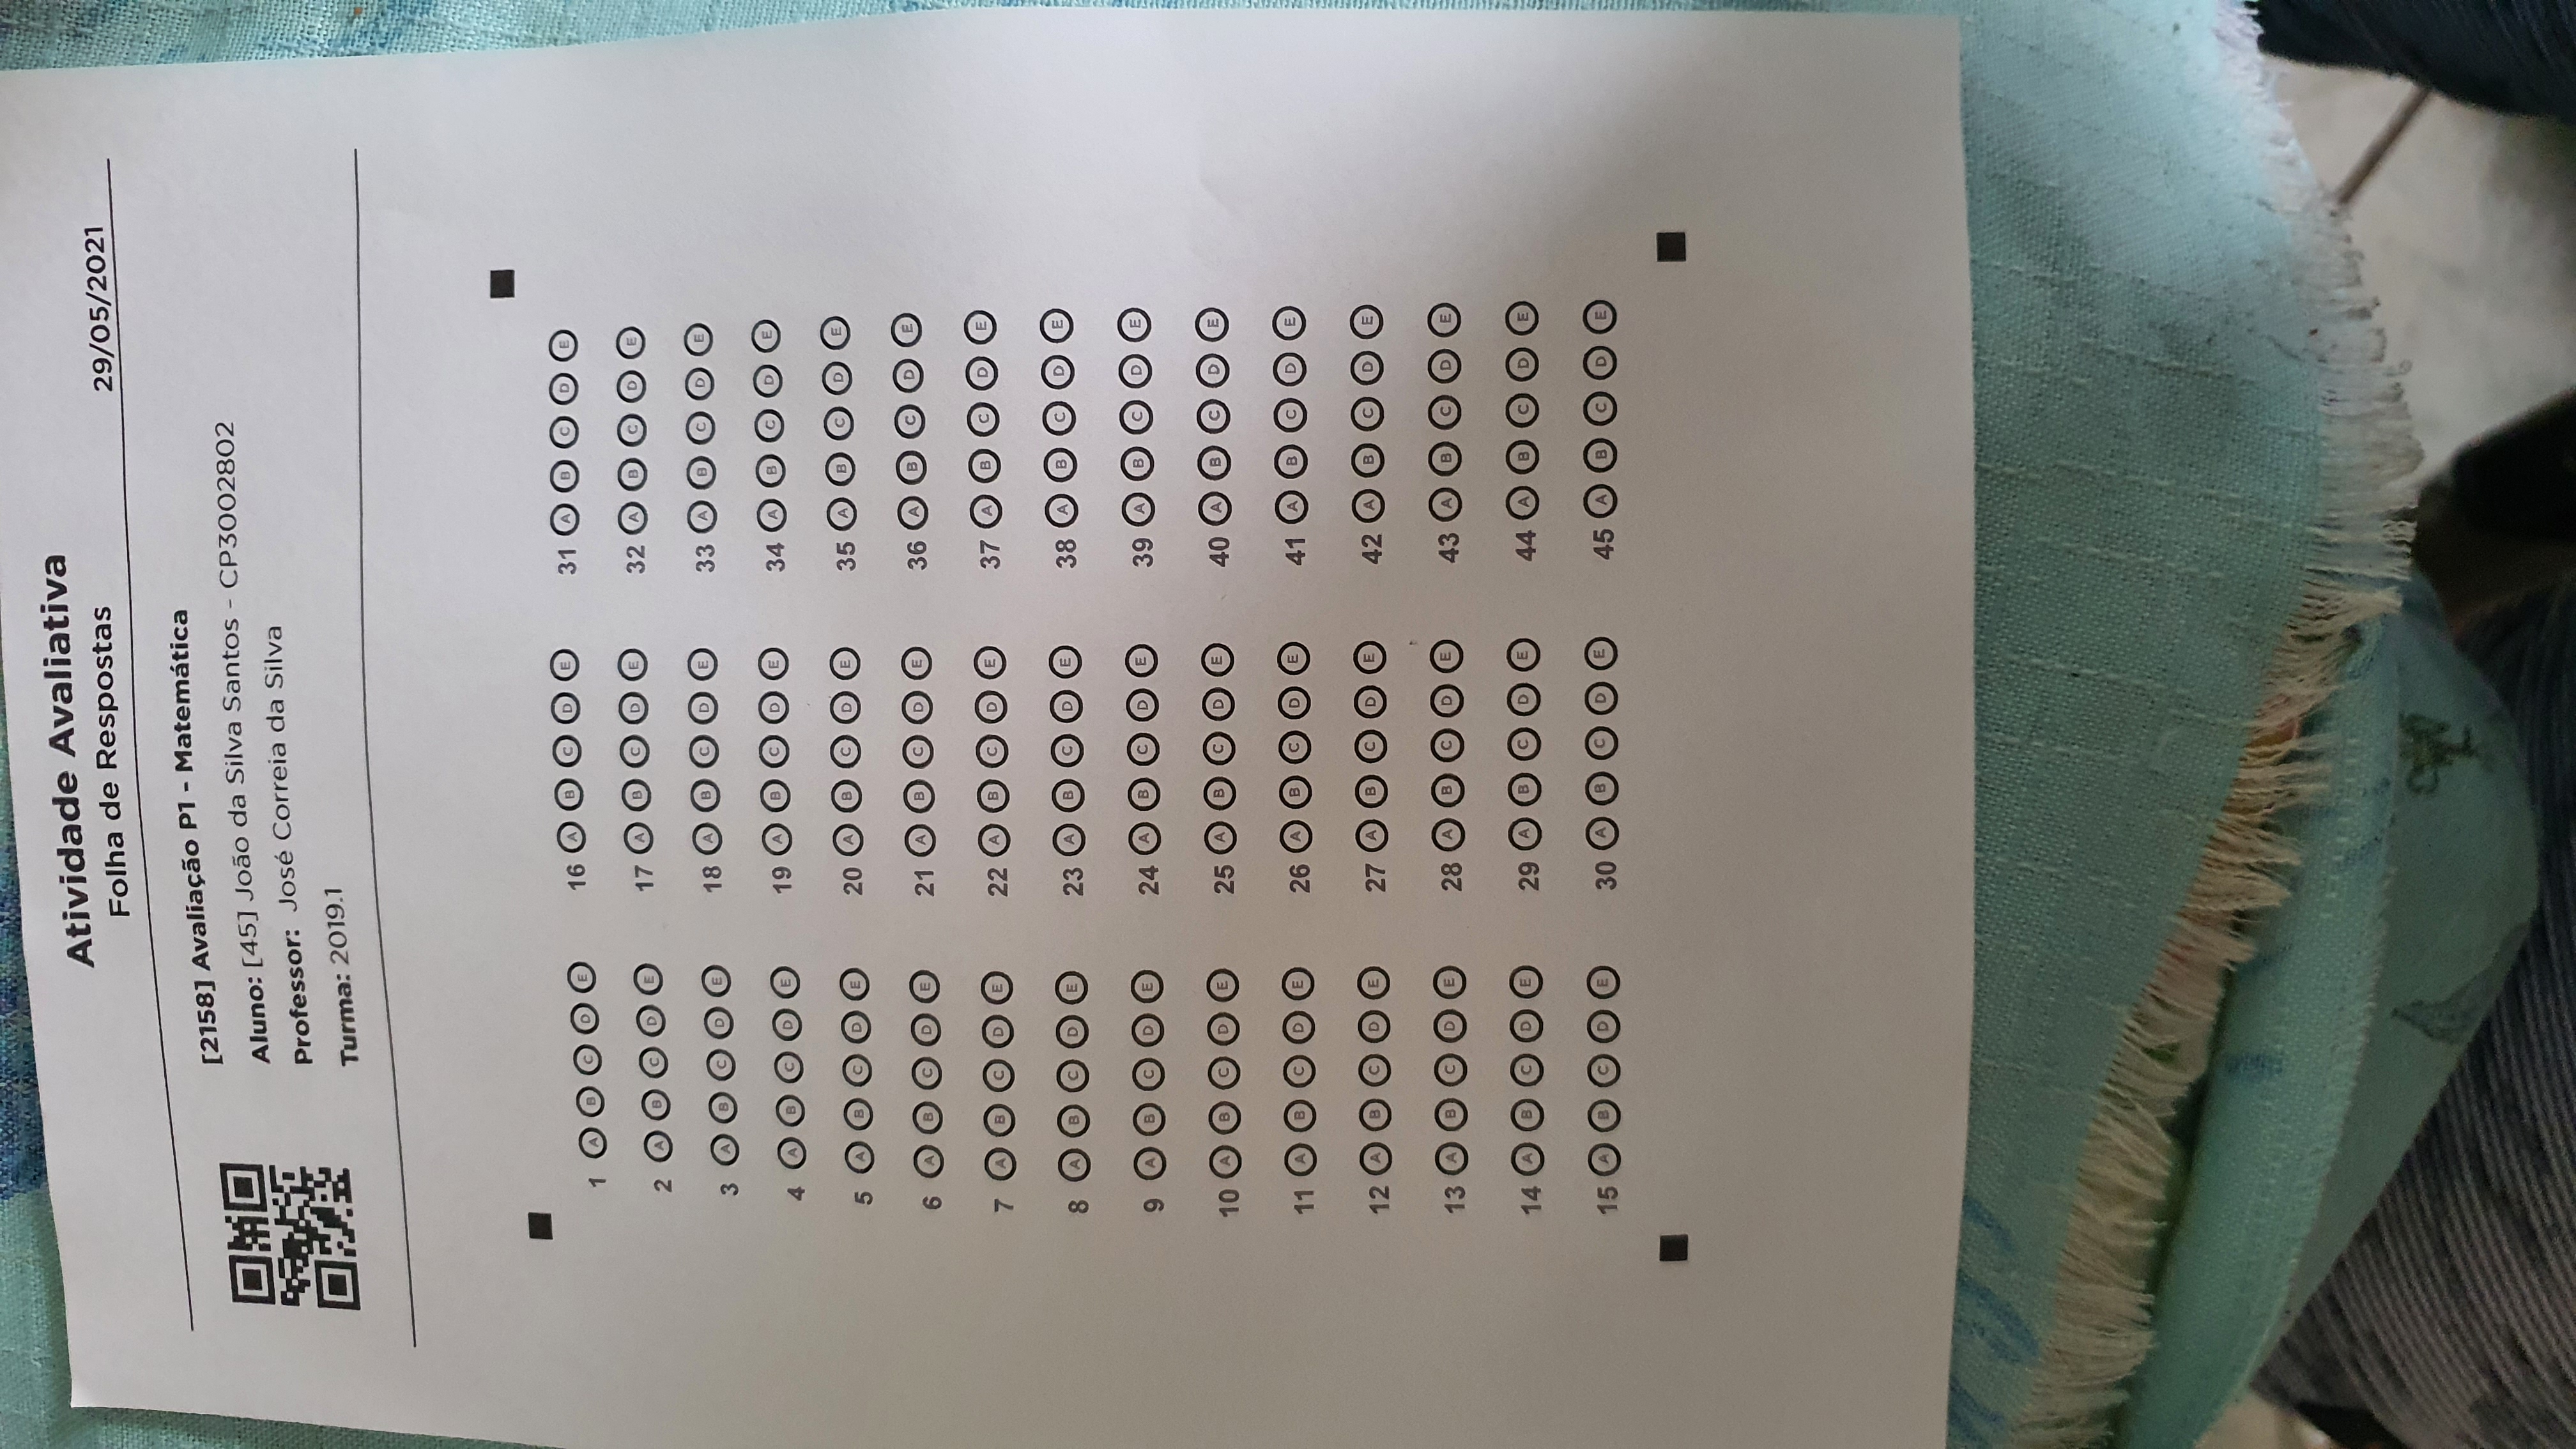 Atividade Avaliativa
Folha de Respostas
29/05/2021
[2158] Avaliação P1 - Matemática
Aluno: [45] João da Silva Santos - CP3002802
Professor: José Correia da Silva
Turma: 2019.1
1 A B C D E 16 A B C D E 31 A B C D E
2 A B C D E 17 A B C D E 32 A B C D E
3 A B C D E 18 A B C D E 33 A B C D E
4 A B C D E 19 A B C D E 34 A B C D E
5 A B C D E 20 A B C D E 35 A B C D E
6 A B C D E 21 A B C D E 36 A B C D E
7 A B C D E 22 A B C D E 37 A B C D E
8 A B C D E 23 A B C D E 38 A B C D E
9 A B C D E 24 A B C D E 39 A B C D E
10 A B C D E 25 A B C D E 40 A B C D E
11 A B C D E 26 A B C D E 41 A B C D E
12 A B C D E 27 A B C D E 42 A B C D E
13 A B C D E 28 A B C D E 43 A B C D E
14 A B C D E 29 A B C D E 44 A B C D E
15 A B C D E 30 A B C D E 45 A B C D E